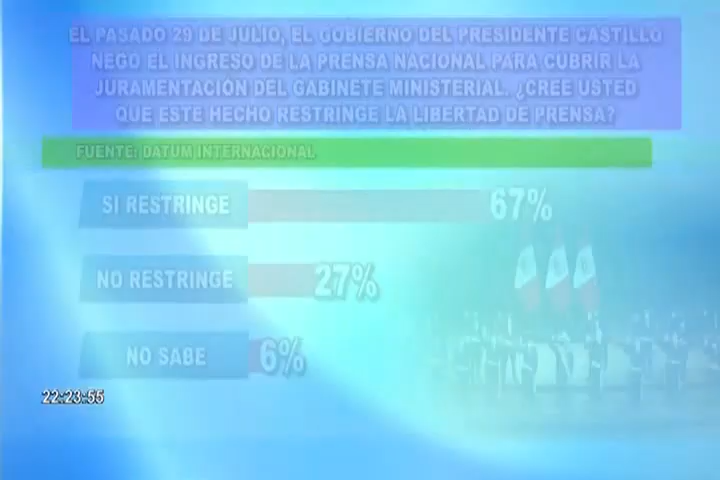 EL PASADO 29 DE JULIO, EL GOBIERNO DEL PRESIDENTE CASTILLO
NEGO EL INGRESO DE LA PRENSA NACIONAL PARA CUBRIR LA
JURAMENTACIÓN DEL GABINETE MINISTERIAL. ¿CREE USTED
QUE ESTE HECHO RESTRINGE LA LIBERTAD DE PRENSA?
FUENTE: DATUM INTERNACIONAL
SI RESTRINGE 67%
NO RESTRINGE 27%
NO SABE 6%
22:23:55